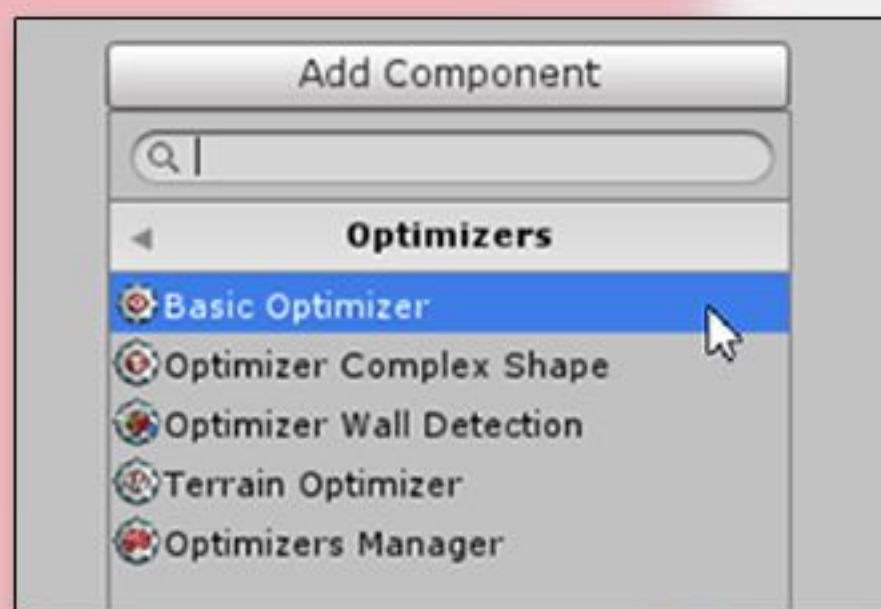 Add Component
Optimizers
Basic Optimizer
Optimizer Complex Shape
Optimizer Wall Detection
Terrain Optimizer
Optimizers Manager